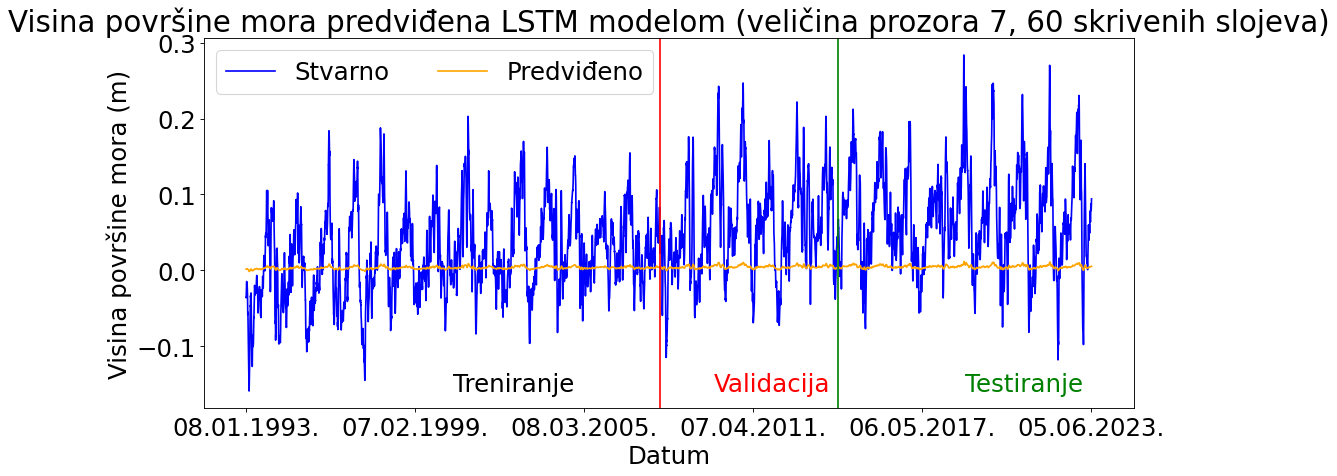 Visina površine mora predviđena LSTM modelom (veličina prozora 7, 60 skrivenih slojeva)
Stvarno
Predviđeno
Visina površine mora (m)
0.3
0.2
0.1
0.0
−0.1
Treniranje
Validacija
Testiranje
08.01.1993.
07.02.1999.
08.03.2005.
07.04.2011.
06.05.2017.
05.06.2023.
Datum